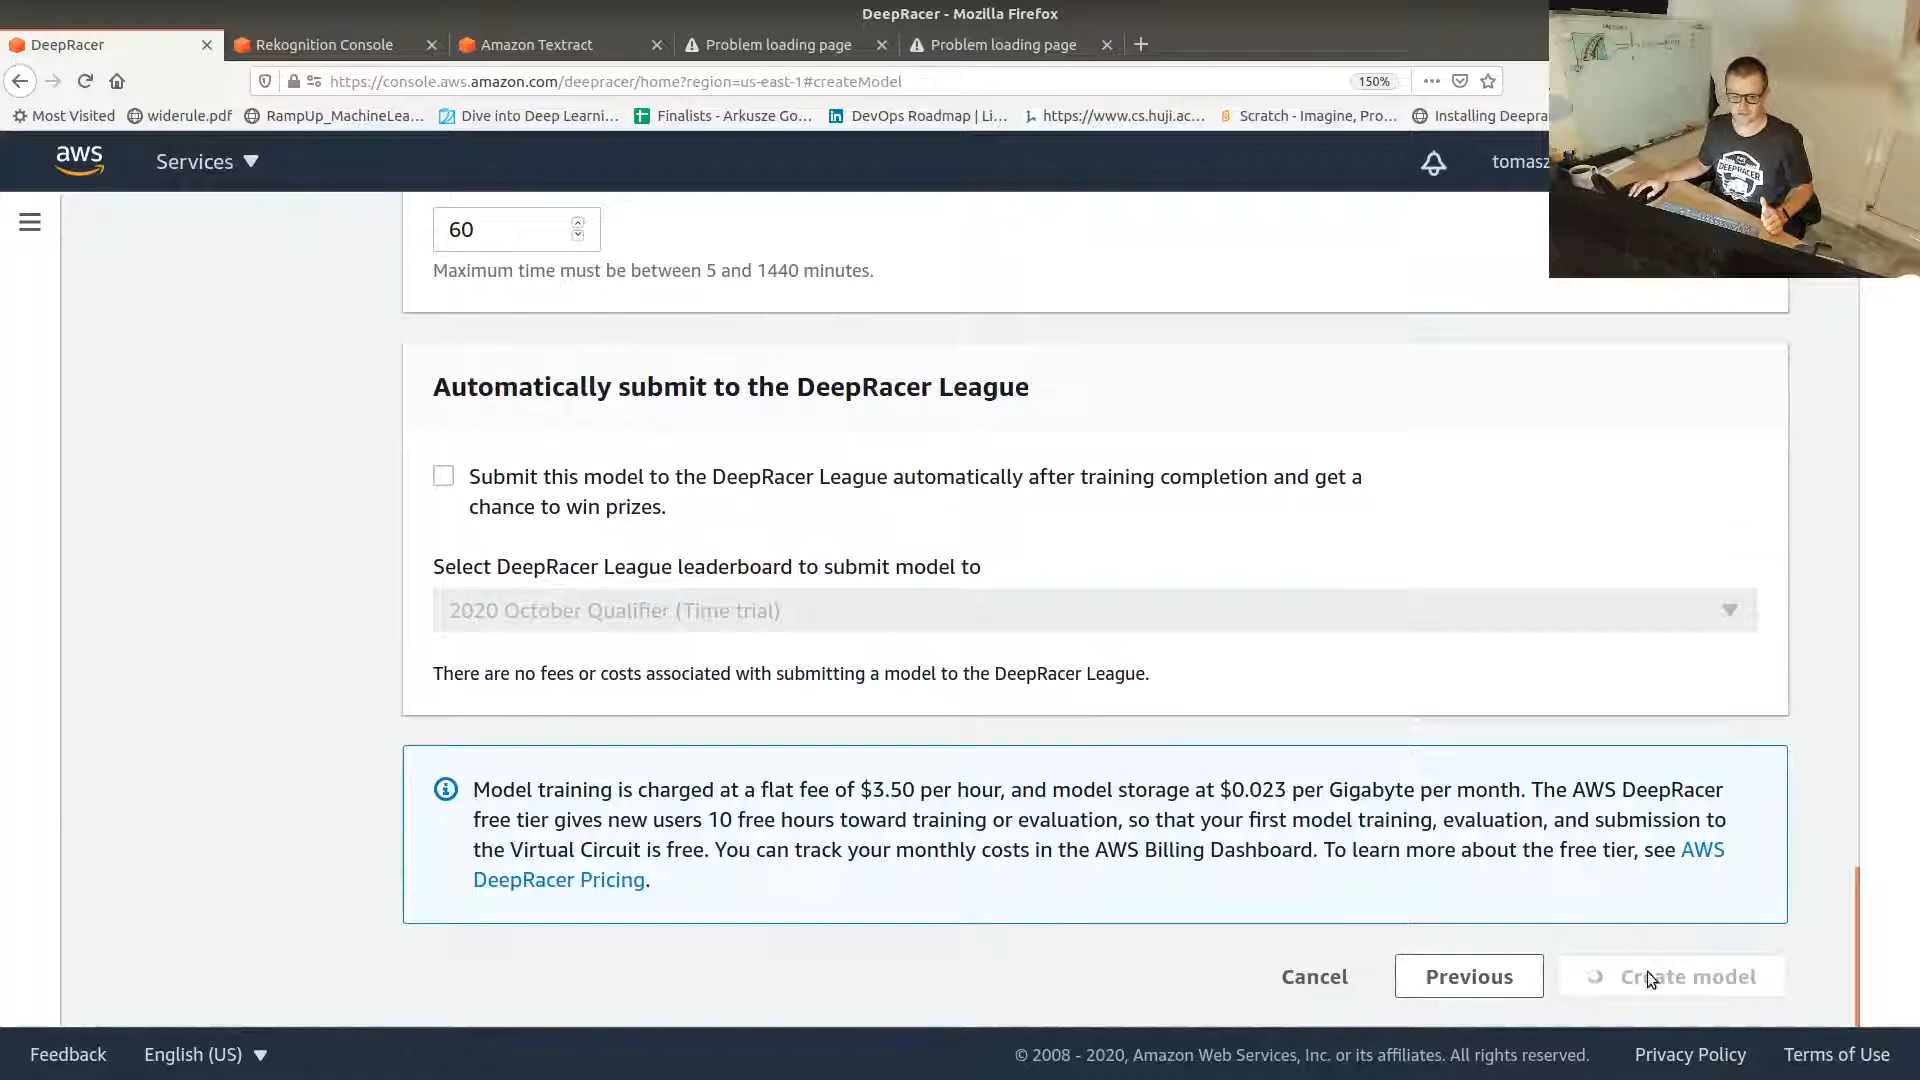 DeepRacer - Mozilla Firefox
DeepRacer
Rekognition Console
Amazon Textract
Problem loading page
Problem loading page
https://console.aws.amazon.com/deepracer/home?region=us-east-1#createModel
150%
Most Visited
widerule.pdf
RampUp_MachineLea...
Dive into Deep Learni...
Finalists - Arkusze Go...
DevOps Roadmap | Li...
https://www.cs.huji.ac...
Scratch - Imagine, Pro...
Installing Deepra
aws
Services
tomasz
DEEPRACER
60
Maximum time must be between 5 and 1440 minutes.
Automatically submit to the DeepRacer League
Submit this model to the DeepRacer League automatically after training completion and get a
chance to win prizes.
Select DeepRacer League leaderboard to submit model to
2020 October Qualifier (Time trial)
There are no fees or costs associated with submitting a model to the DeepRacer League.
Model training is charged at a flat fee of $3.50 per hour, and model storage at $0.023 per Gigabyte per month. The AWS DeepRacer
free tier gives new users 10 free hours toward training or evaluation, so that your first model training, evaluation, and submission to
the Virtual Circuit is free. You can track your monthly costs in the AWS Billing Dashboard. To learn more about the free tier, see AWS
DeepRacer Pricing.
Cancel
Previous
Create model
Feedback
English (US)
© 2008 - 2020, Amazon Web Services, Inc. or its affiliates. All rights reserved.
Privacy Policy
Terms of Use